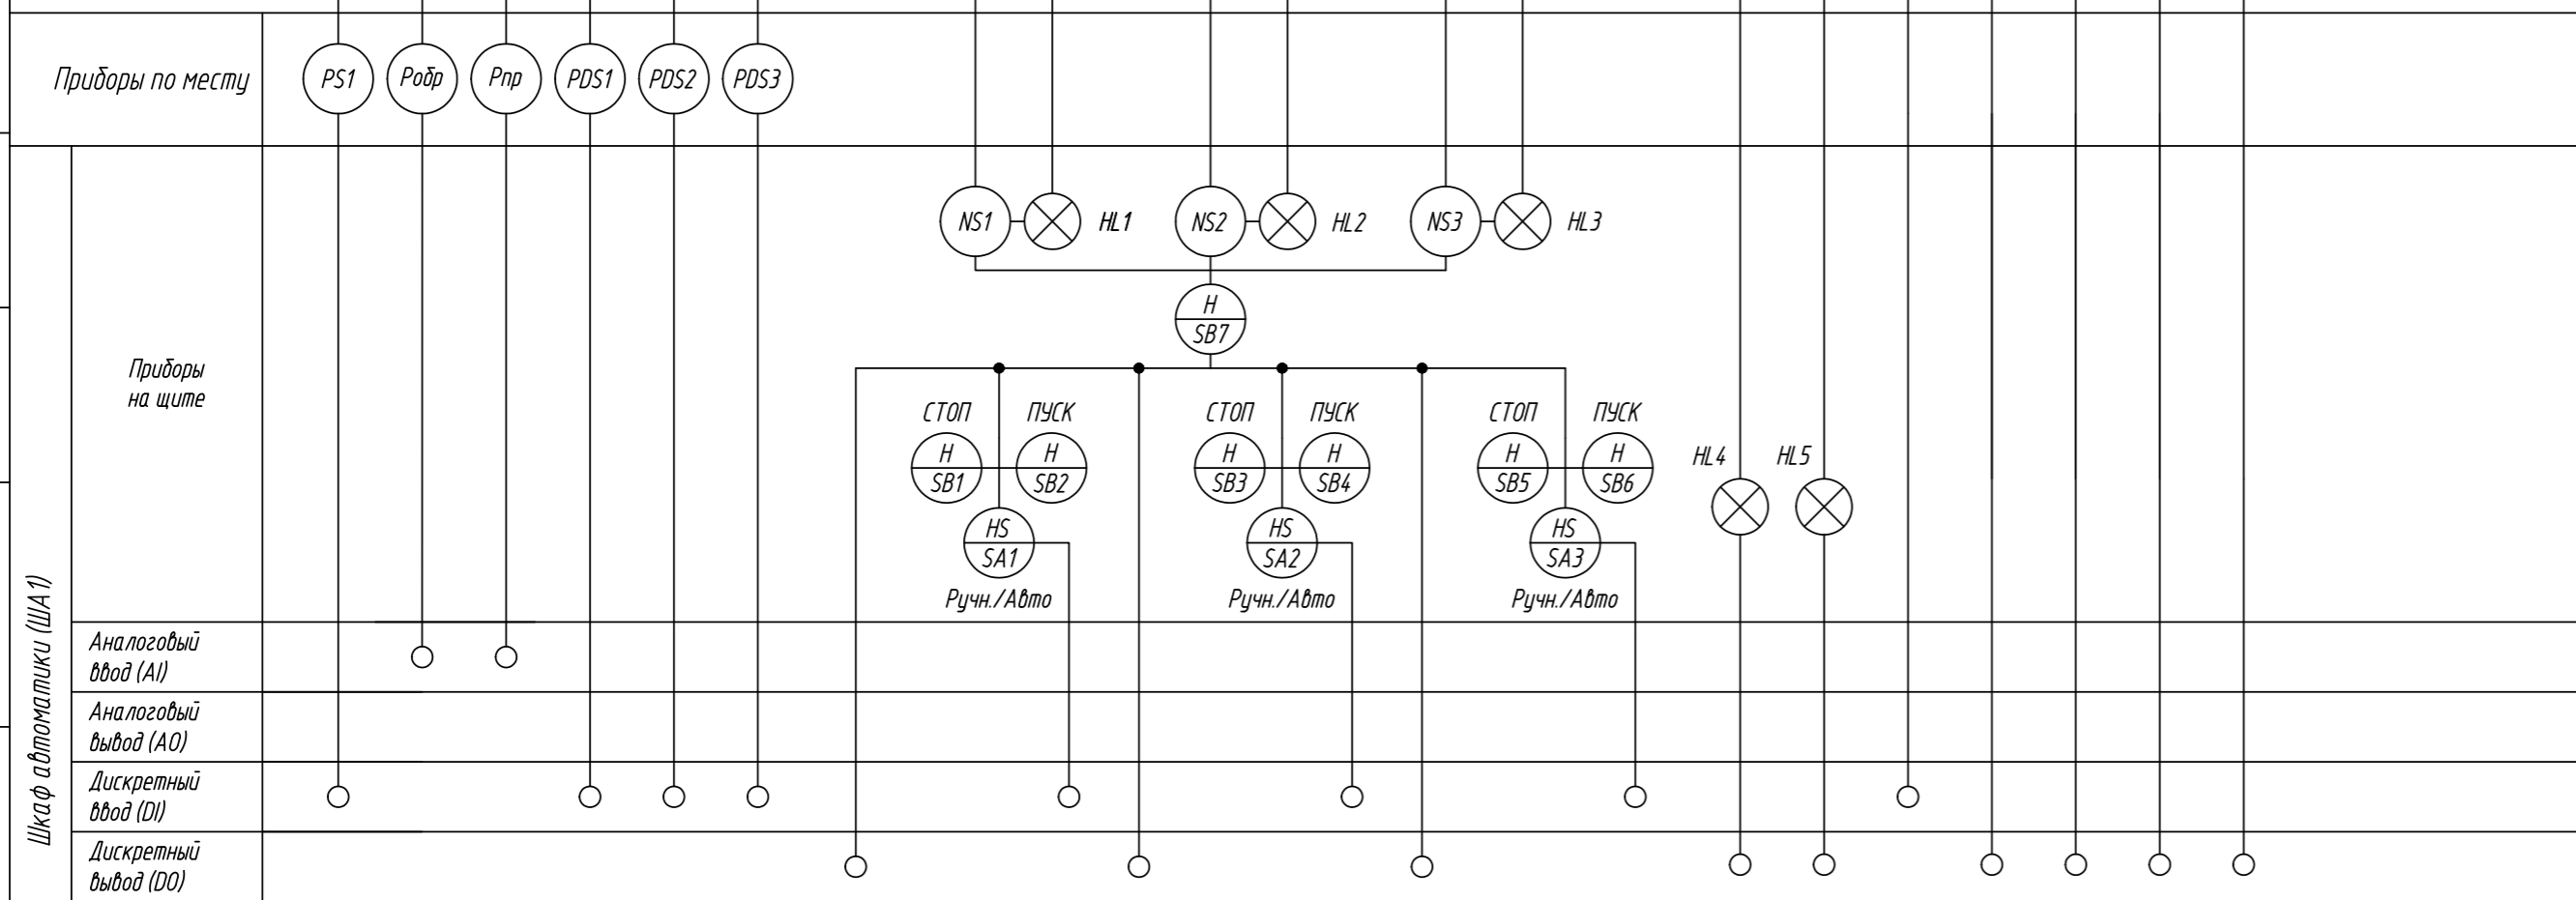 Приборы по месту
PS1 Робр Рпр PDS1 PDS2 PDS3
NS1 HL1 NS2 HL2 NS3 HL3
H
SB7
Приборы
на щите
СТОП ПУСК СТОП ПУСК СТОП ПУСК
H H H H H H
SB1 SB2 SB3 SB4 SB5 SB6
HL4 HL5
HS HS HS
SA1 SA2 SA3
Ручн./Авто Ручн./Авто Ручн./Авто
Шкаф автоматики (ША1)
Аналоговый
ввод (AI)
Аналоговый
вывод (AO)
Дискретный
ввод (DI)
Дискретный
вывод (DO)